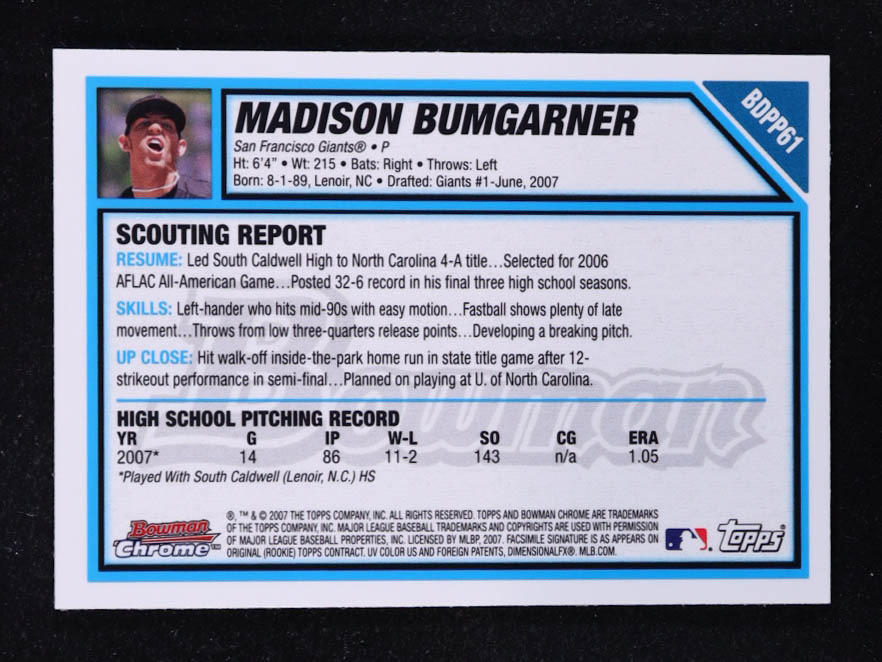 MADISON BUMGARNER
BDPP61
San Francisco Giants® • P
Ht: 6'4" • Wt: 215 • Bats: Right • Throws: Left
Born: 8-1-89, Lenoir, NC • Drafted: Giants #1-June, 2007
SCOUTING REPORT
RESUME: Led South Caldwell High to North Carolina 4-A title...Selected for 2006
AFLAC All-American Game...Posted 32-6 record in his final three high school seasons.
SKILLS: Left-hander who hits mid-90s with easy motion...Fastball shows plenty of late
movement...Throws from low three-quarters release points...Developing a breaking pitch.
UP CLOSE: Hit walk-off inside-the-park home run in state title game after 12-
strikeout performance in semi-final...Planned on playing at U. of North Carolina.
Bowman
HIGH SCHOOL PITCHING RECORD
YR G IP W-L SO CG ERA
2007* 14 86 11-2 143 n/a 1.05
*Played With South Caldwell (Lenoir, N.C.) HS
®, ™ & © 2007 THE TOPPS COMPANY, INC. ALL RIGHTS RESERVED. TOPPS AND BOWMAN CHROME ARE TRADEMARKS
OF THE TOPPS COMPANY, INC. MAJOR LEAGUE BASEBALL TRADEMARKS AND COPYRIGHTS ARE USED WITH PERMISSION
OF MAJOR LEAGUE BASEBALL PROPERTIES, INC. LICENSED BY MLBP, 2007. FACSIMILE SIGNATURE IS AS APPEARS ON
ORIGINAL (ROOKIE) TOPPS CONTRACT. UV COLOR US AND FOREIGN PATENTS, DIMENSIONALFX®. MLB.COM.
Bowman
Chrome™
TOPPS®